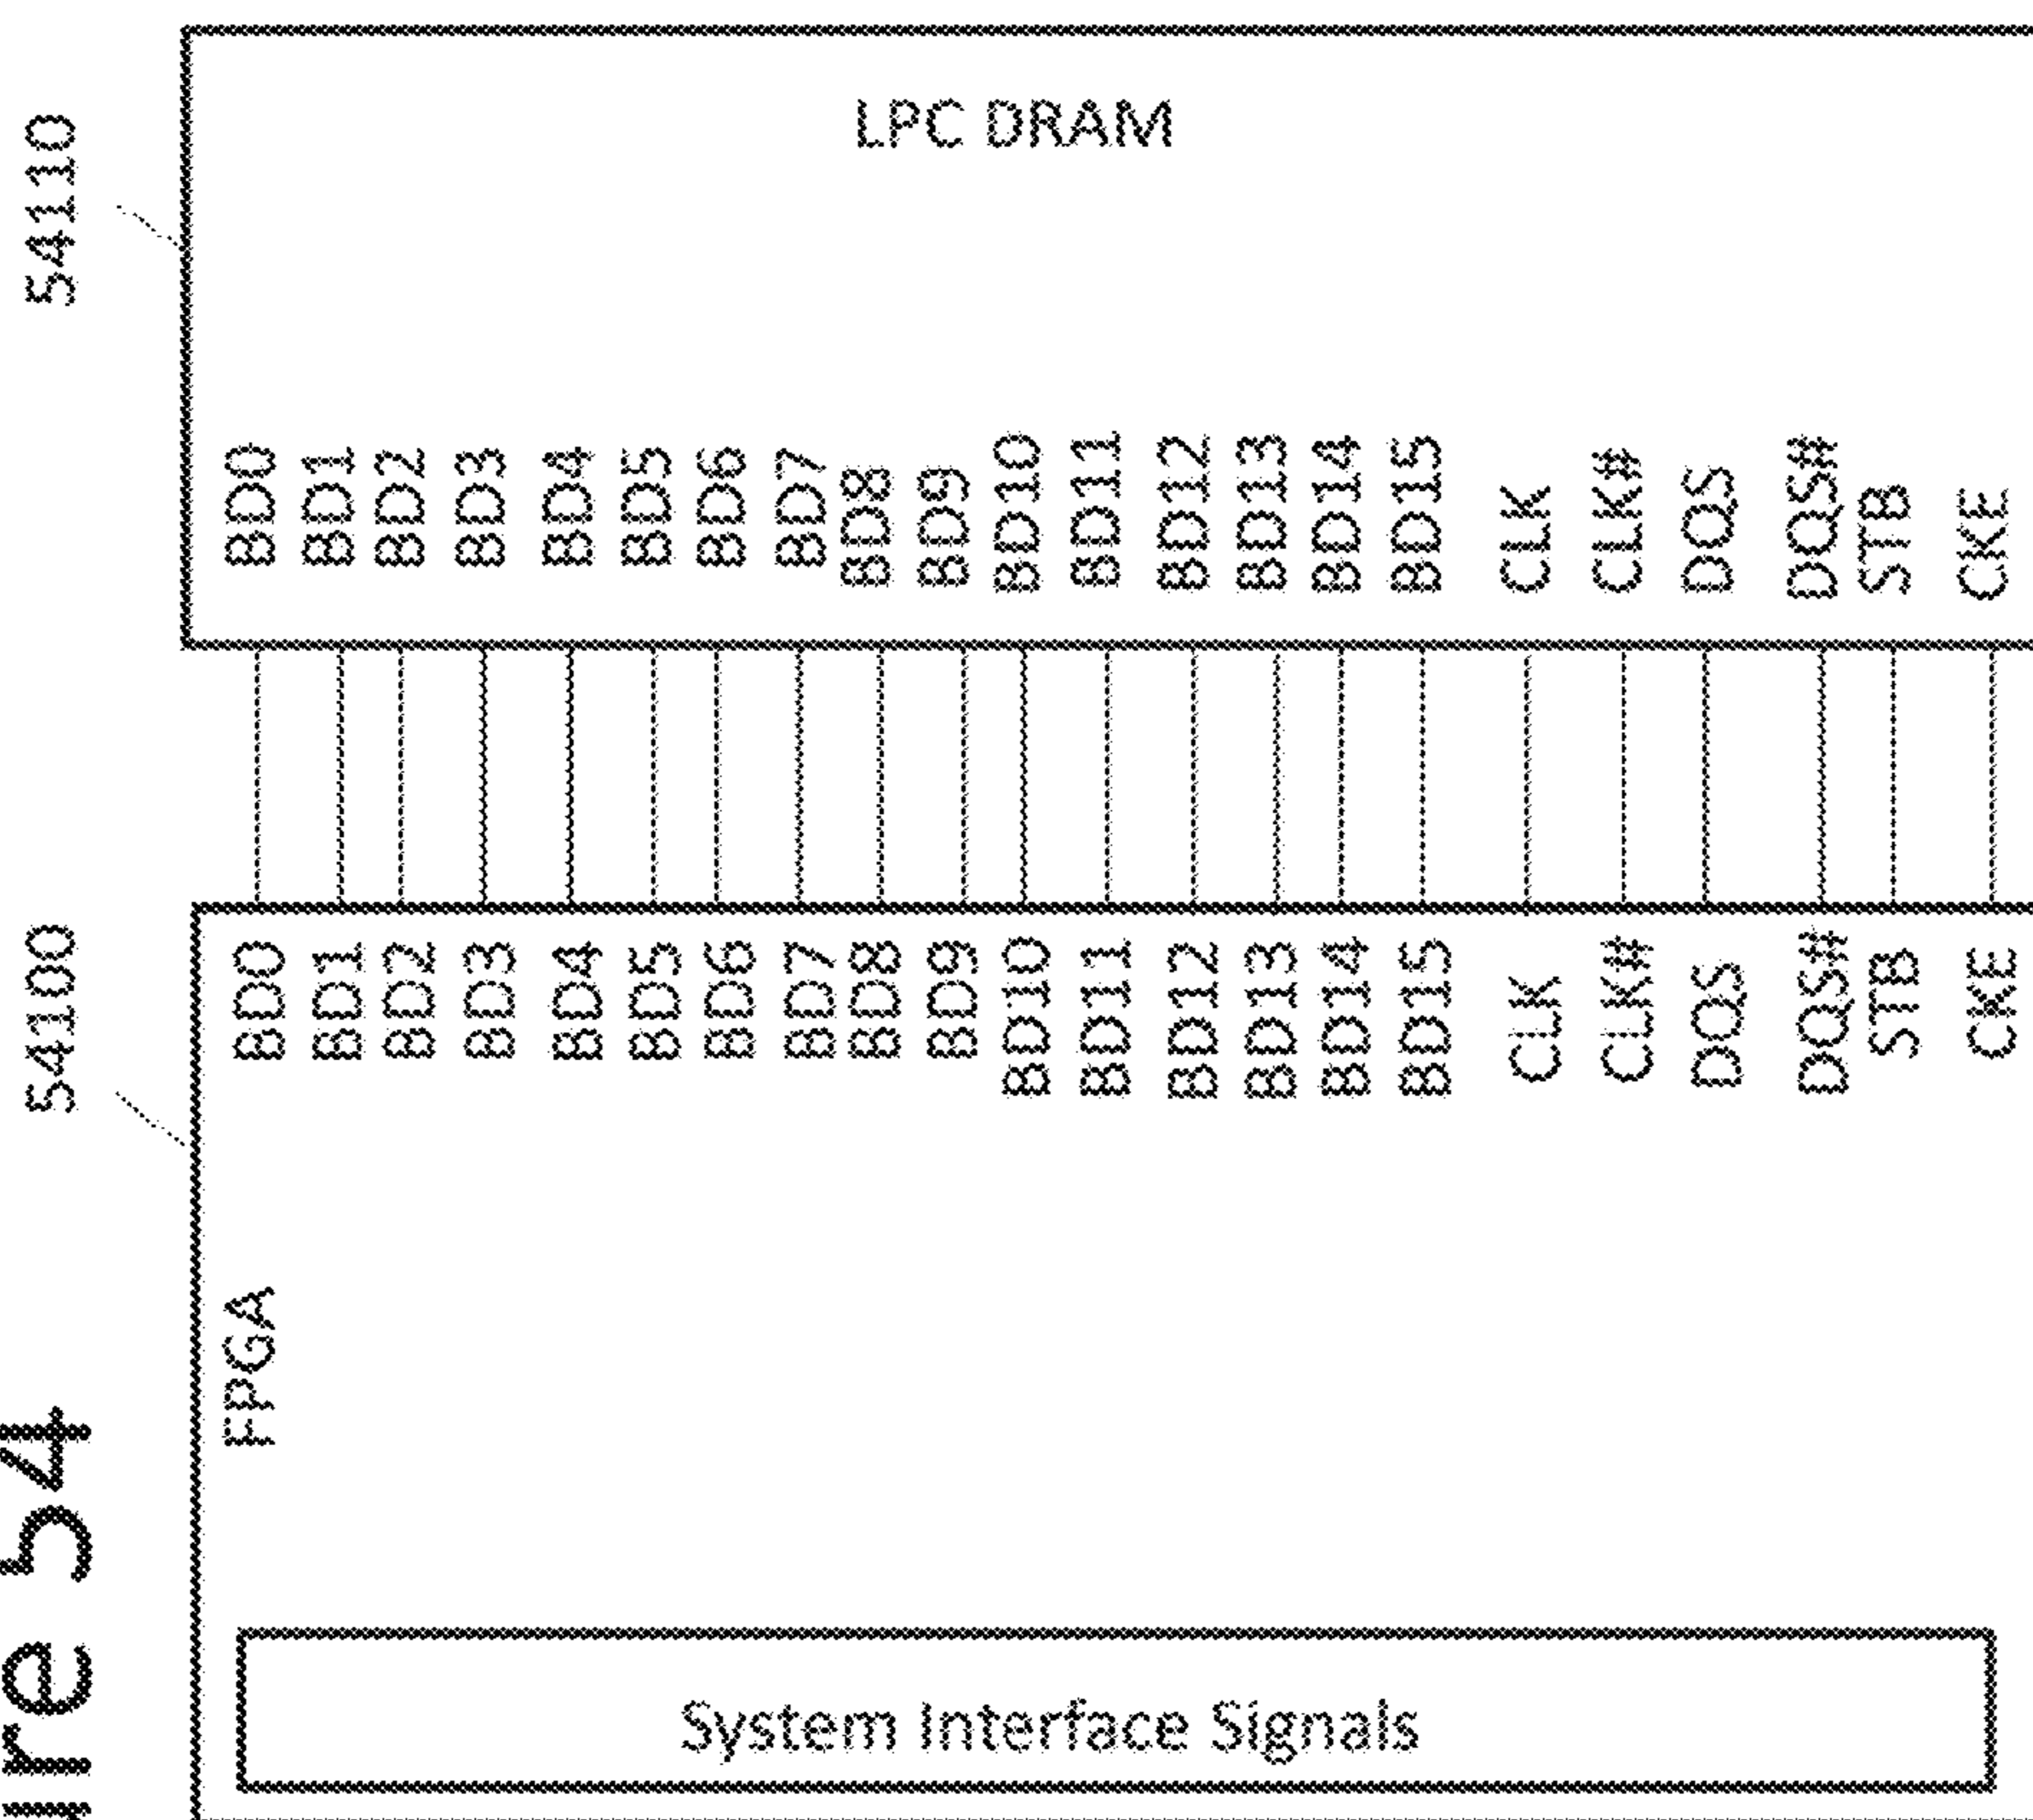 54110
LPC DRAM
BD0
BD1
BD2
BD3
BD4
BD5
BD6
BD7
BD8
BD9
BD10
BD11
BD12
BD13
BD14
BD15
CLK
CLK#
DQS
DQS#
STB
CKE
54100
BD0
BD1
BD2
BD3
BD4
BD5
BD6
BD7
BD8
BD9
BD10
BD11
BD12
BD13
BD14
BD15
CLK
CLK#
DQS
DQS#
STB
CKE
FPGA
ure 54
System Interface Signals